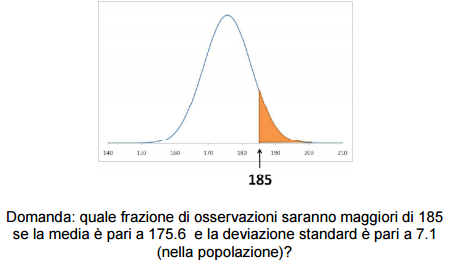 140 150 160 170 180 190 200 210
185
Domanda: quale frazione di osservazioni saranno maggiori di 185
se la media è pari a 175.6 e la deviazione standard è pari a 7.1
(nella popolazione)?